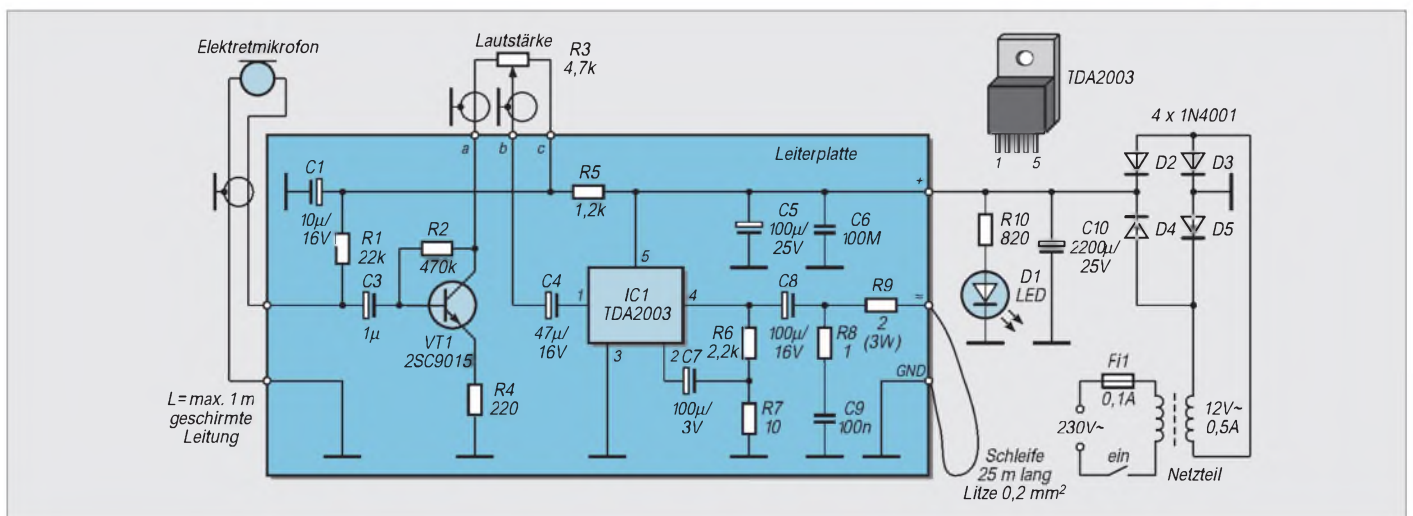 Elektretmikrofon
Lautstärke
R3
4,7k
TDA2003
1 5
4 x 1N4001
a b c
Leiterplatte
C1
10µ/
16V
R1
22k
R2
470k
C3
1µ
VT1
2SC9015
R4
220
R5
1,2k
C4
47µ/
16V
5
1
IC1
TDA2003
4
3
2
C7
100µ/
3V
R6
2,2k
R7
10
C5
100µ/
25V
C6
100M
C8
100µ/
16V
R8
1
C9
100n
R9
2
(3W)
+
≈
GND
R10
820
D1
LED
C10
2200µ/
25V
D2
D3
D4
D5
L= max. 1 m
geschirmte
Leitung
Schleife
25 m lang
Litze 0,2 mm²
Fi1
0,1A
230V~
ein
12V~
0,5A
Netzteil